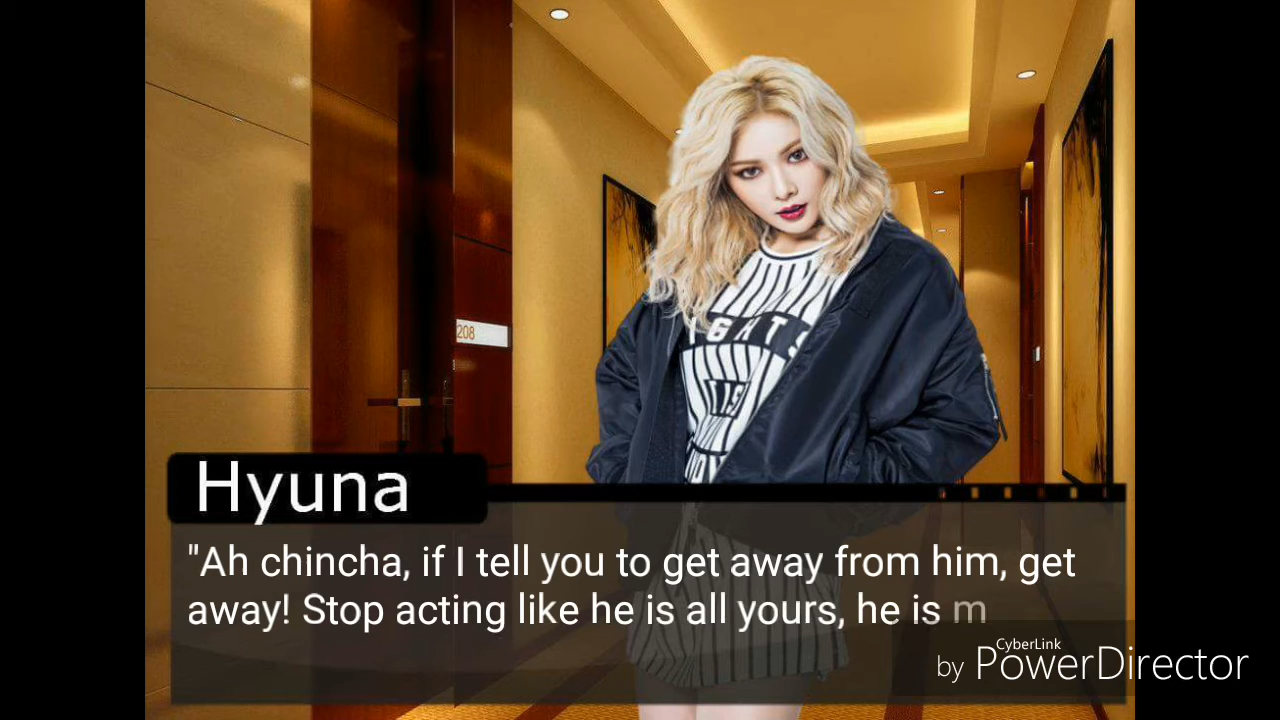 208
IGHTS
Hyuna
"Ah chincha, if I tell you to get away from him, get
away! Stop acting like he is all yours, he is m
CyberLink
by PowerDirector